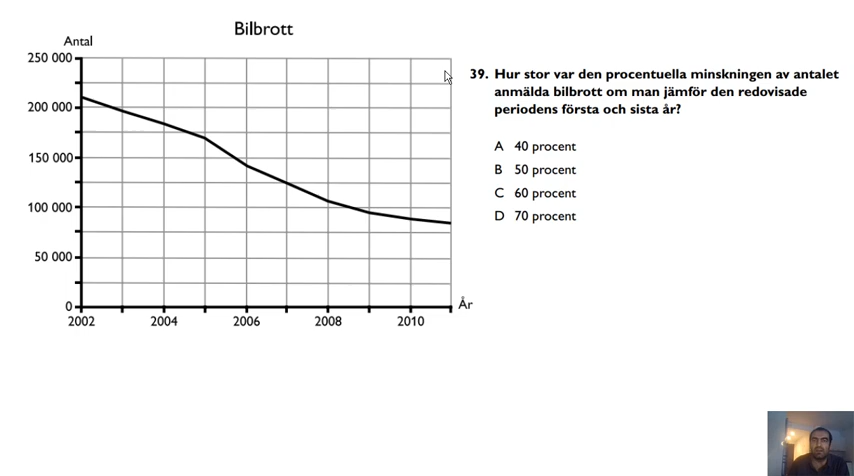 Bilbrott
Antal
250 000
200 000
150 000
100 000
50 000
0
År
2002 2004 2006 2008 2010
39. Hur stor var den procentuella minskningen av antalet
anmälda bilbrott om man jämför den redovisade
periodens första och sista år?
A 40 procent
B 50 procent
C 60 procent
D 70 procent